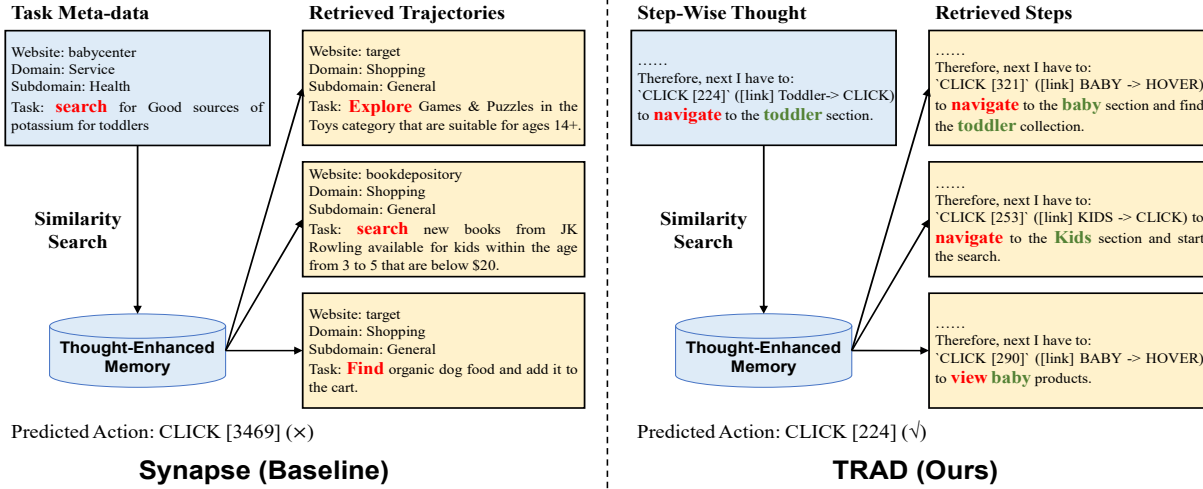 Task Meta-data
Website: babycenter
Domain: Service
Subdomain: Health
Task: search for Good sources of
potassium for toddlers
Similarity
Search
Thought-Enhanced
Memory
Retrieved Trajectories
Website: target
Domain: Shopping
Subdomain: General
Task: Explore Games & Puzzles in the
Toys category that are suitable for ages 14+.
Website: bookdepository
Domain: Shopping
Subdomain: General
Task: search new books from JK
Rowling available for kids within the age
from 3 to 5 that are below $20.
Website: target
Domain: Shopping
Subdomain: General
Task: Find organic dog food and add it to
the cart.
Predicted Action: CLICK [3469] (×)
Synapse (Baseline)
Step-Wise Thought
......
Therefore, next I have to:
`CLICK [224]` ([link] Toddler-> CLICK)
to navigate to the toddler section.
Similarity
Search
Thought-Enhanced
Memory
Retrieved Steps
......
Therefore, next I have to:
`CLICK [321]` ([link] BABY -> HOVER)
to navigate to the baby section and find
the toddler collection.
......
Therefore, next I have to:
`CLICK [253]` ([link] KIDS -> CLICK) to
navigate to the Kids section and start
the search.
......
Therefore, next I have to:
`CLICK [290]` ([link] BABY -> HOVER)
to view baby products.
Predicted Action: CLICK [224] (√)
TRAD (Ours)